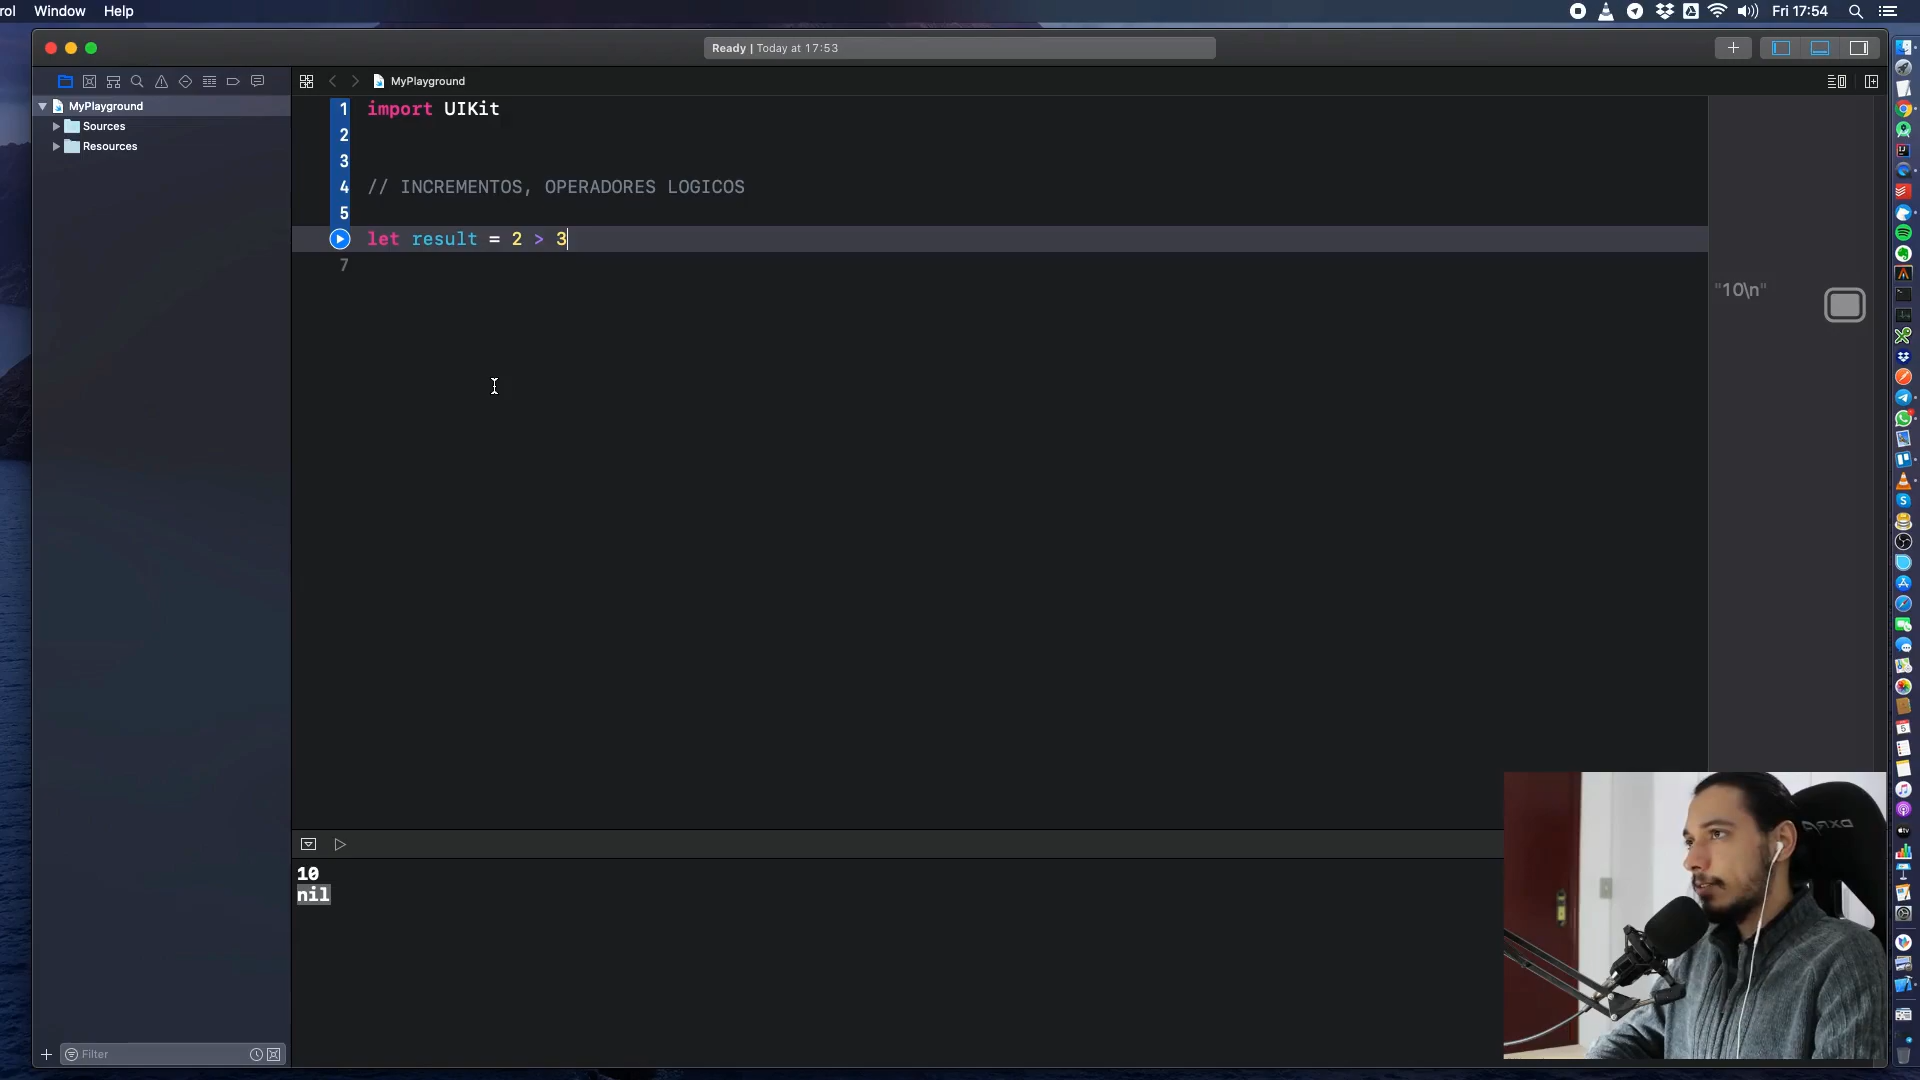 rol Window Help
Fri 17:54
Ready | Today at 17:53
MyPlayground
MyPlayground
Sources
Resources
1 import UIKit
2
3
4 // INCREMENTOS, OPERADORES LOGICOS
5
let result = 2 > 3
7
"10\n"
10
nil
Filter